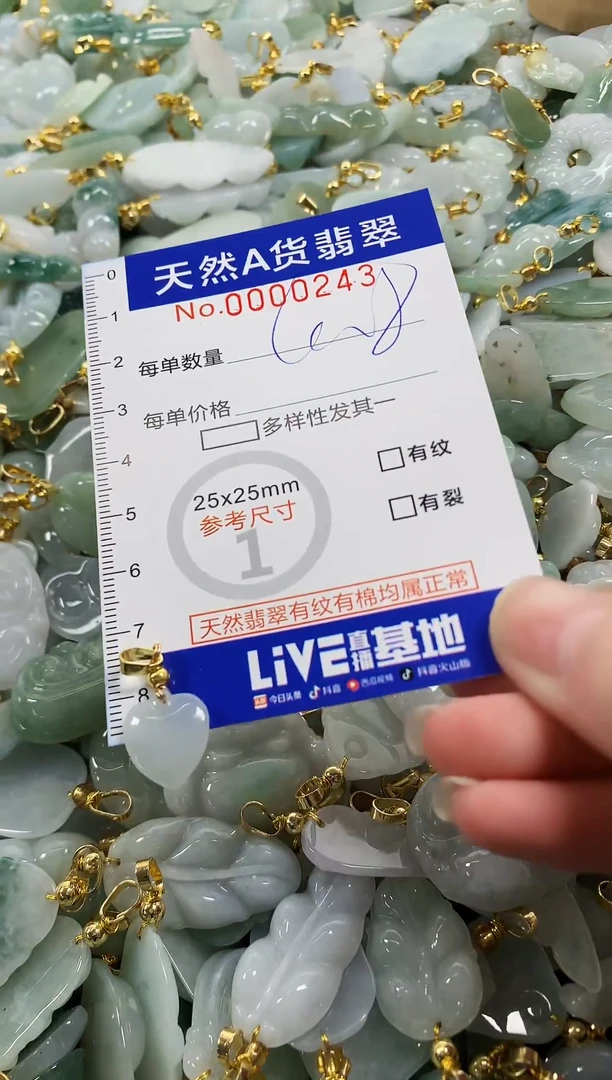 天然A货翡翠
No.0000243
每单数量
每单价格
多样性发其一
25x25mm
参考尺寸
1
有纹
有裂
天然翡翠有纹有棉均属正常
LiVE直播基地
今日头条 抖音 西瓜视频 抖音火山版
0
1
2
3
4
5
6
7
8